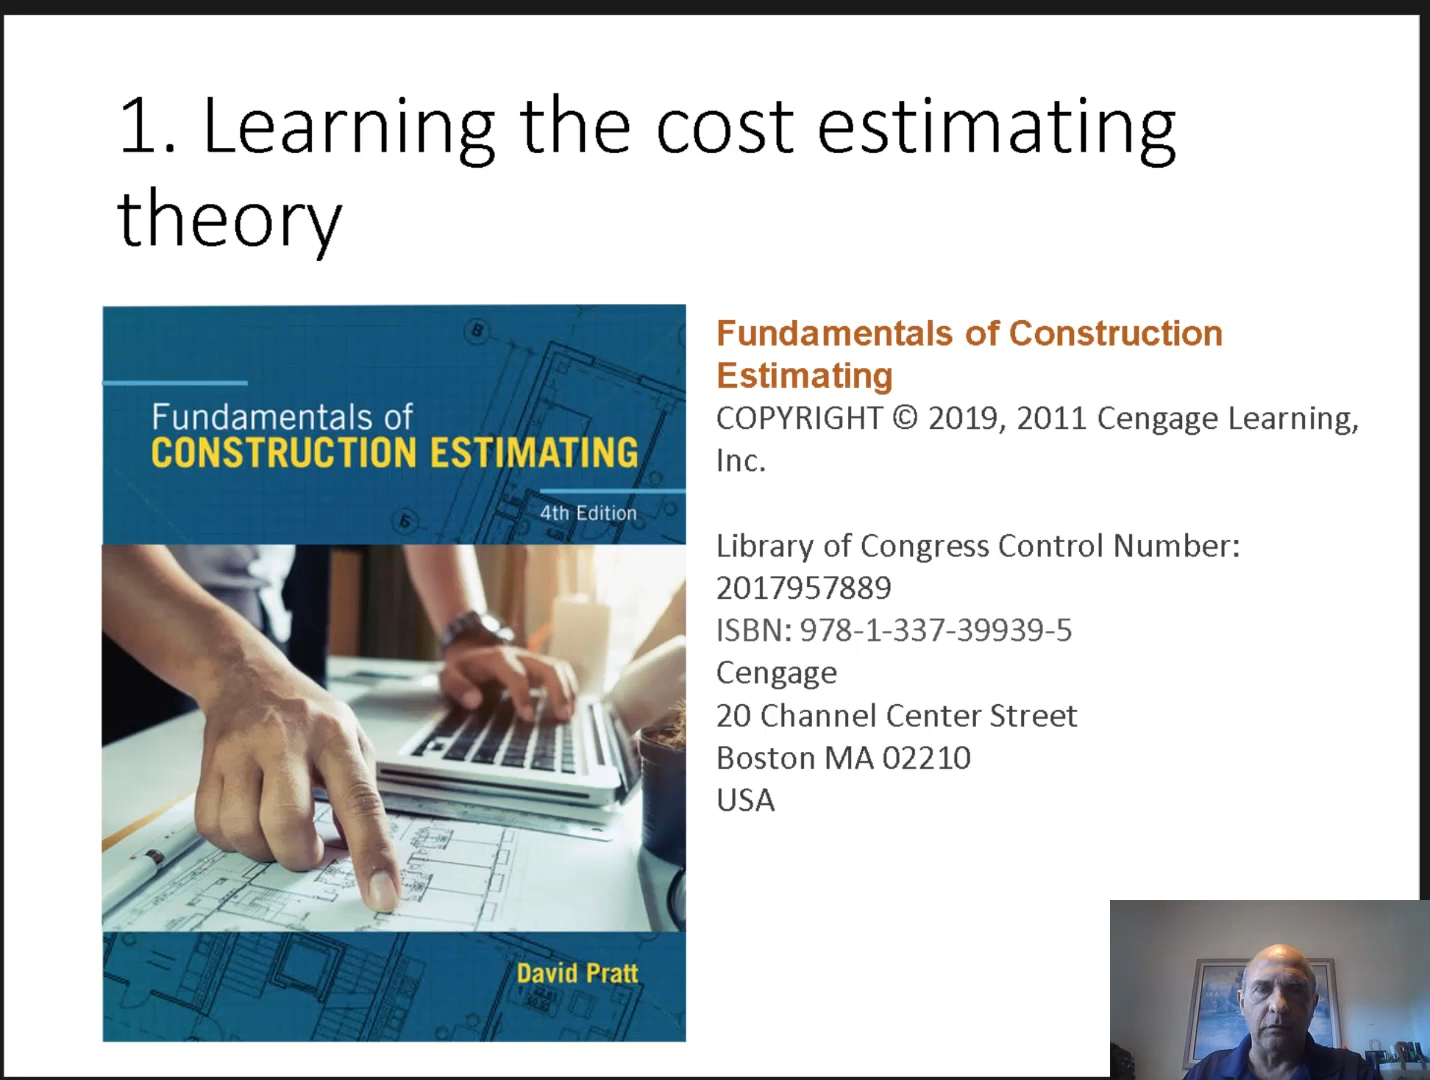 1. Learning the cost estimating
theory
Fundamentals of
CONSTRUCTION ESTIMATING
4th Edition
David Pratt
B
Б
Fundamentals of Construction
Estimating
COPYRIGHT © 2019, 2011 Cengage Learning,
Inc.
Library of Congress Control Number:
2017957889
ISBN: 978-1-337-39939-5
Cengage
20 Channel Center Street
Boston MA 02210
USA